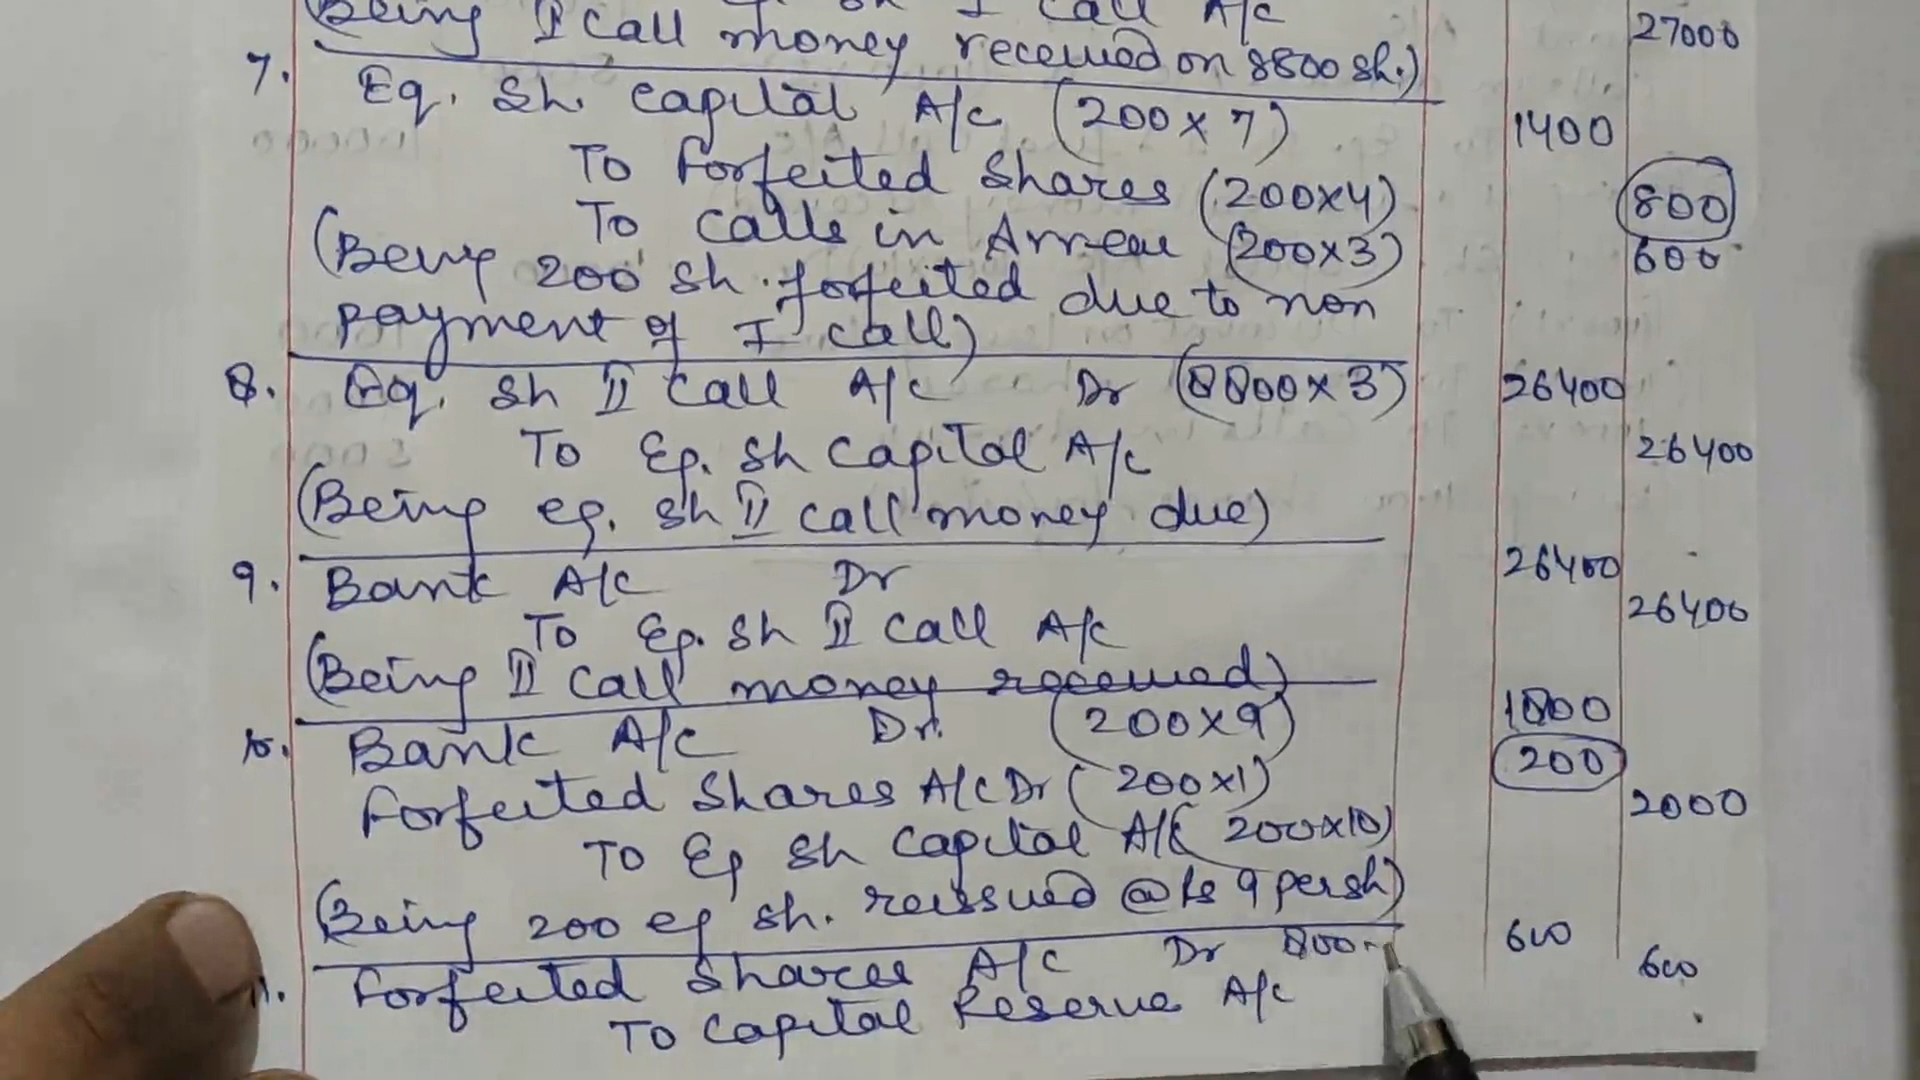 I Call A/c
(Being I Call money received on 8800 sh.) 27000
7. Eq. Sh. capital A/c (200×7) 1400
To Forfeited Shares (200×4) 800
To Calls in Arrear (200×3) 600
(Being 200 sh. forfeited due to non
payment of I call)
8. Eq. Sh II Call A/c Dr (8800×3) 26400
To Eq. Sh Capital A/c 26400
(Being eq. sh II call money due)
9. Bank A/c Dr 26400
To Eq. Sh II Call A/c 26400
(Being II Call money received)
10. Bank A/c Dr. (200×9) 1800
Forfeited Shares A/c Dr (200×1) 200
To Eq Sh Capital A/c (200×10) 2000
(Being 200 eq sh. reissued @ Rs 9 per sh)
Forfeited Shares A/c Dr 800- 600
To Capital Reserve A/c 600